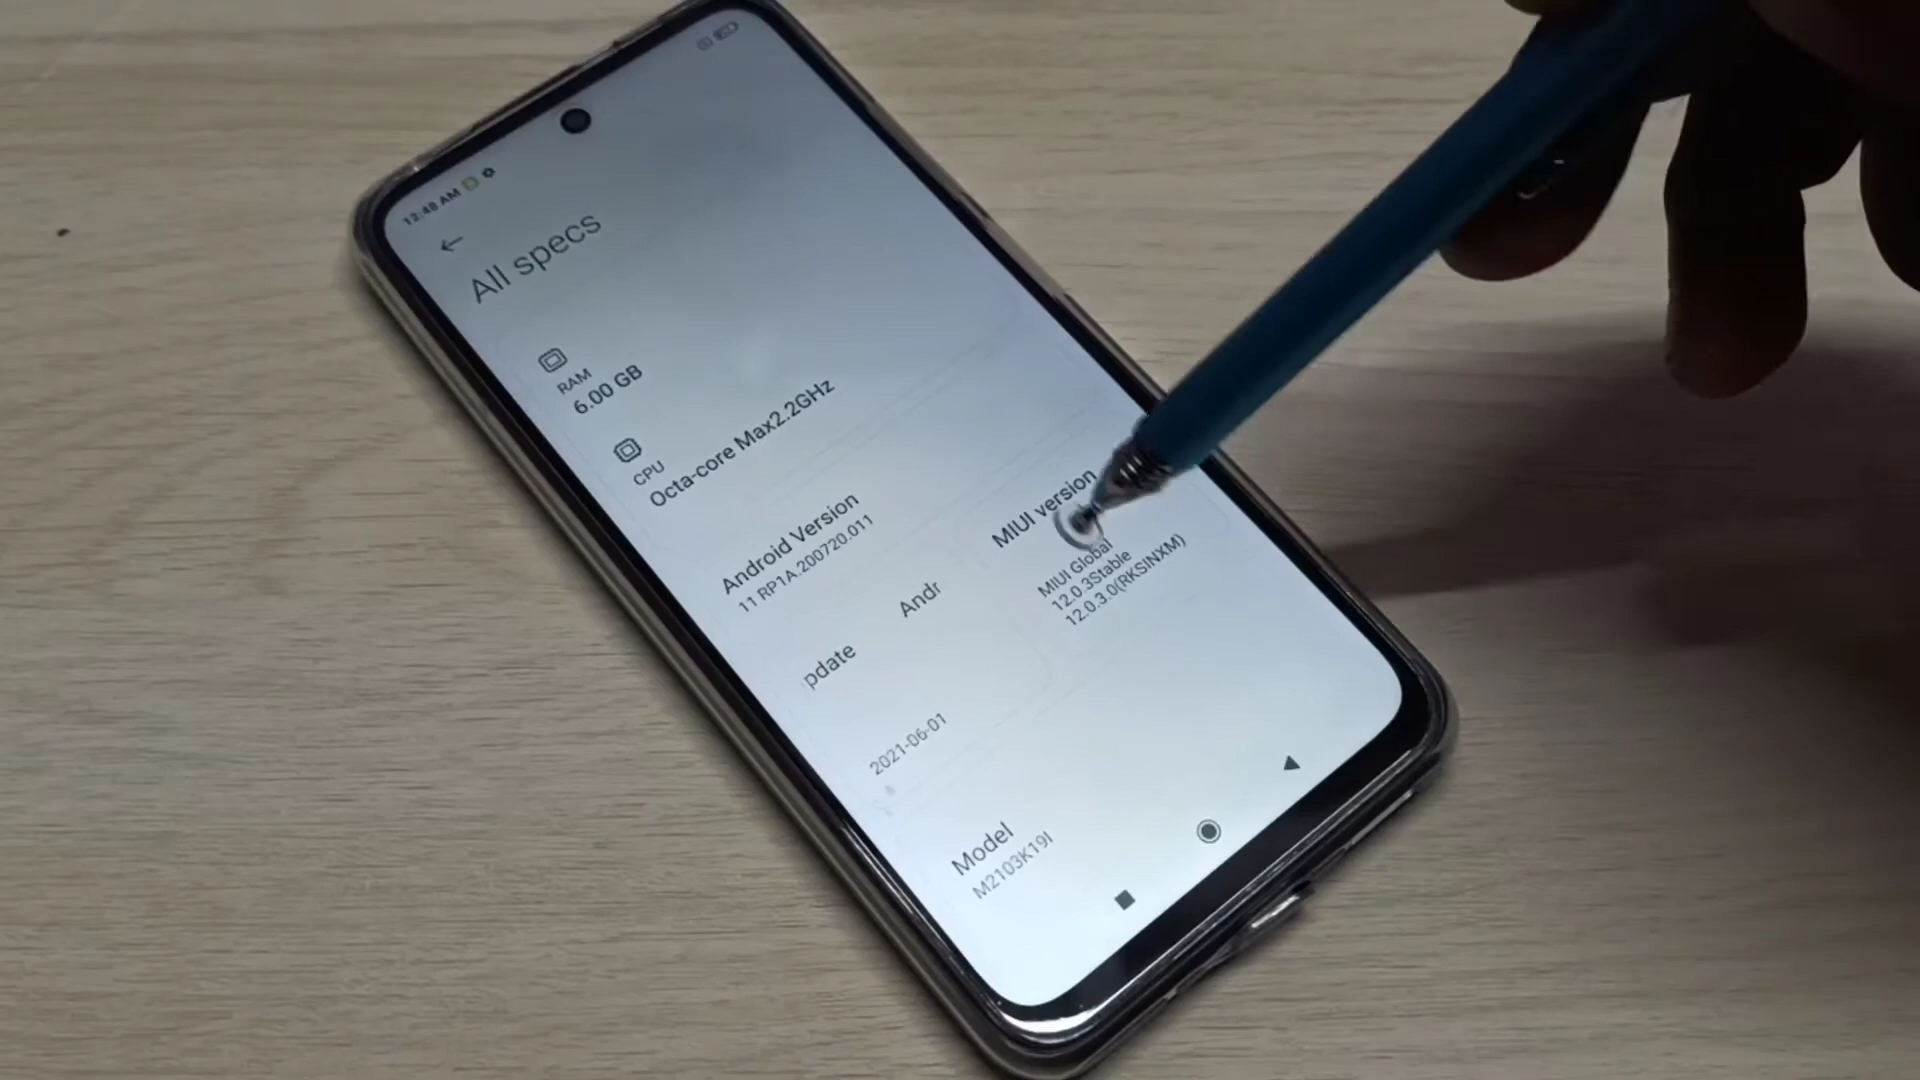 12:48 AM
All specs
RAM
6.00 GB
CPU
Octa-core Max2.2GHz
Android Version
11 RP1A.200720.011
MIUI version
MIUI Global
12.0.3Stable
12.0.3.0(RKSINXM)
Andr
pdate
2021-06-01
Model
M2103K19I